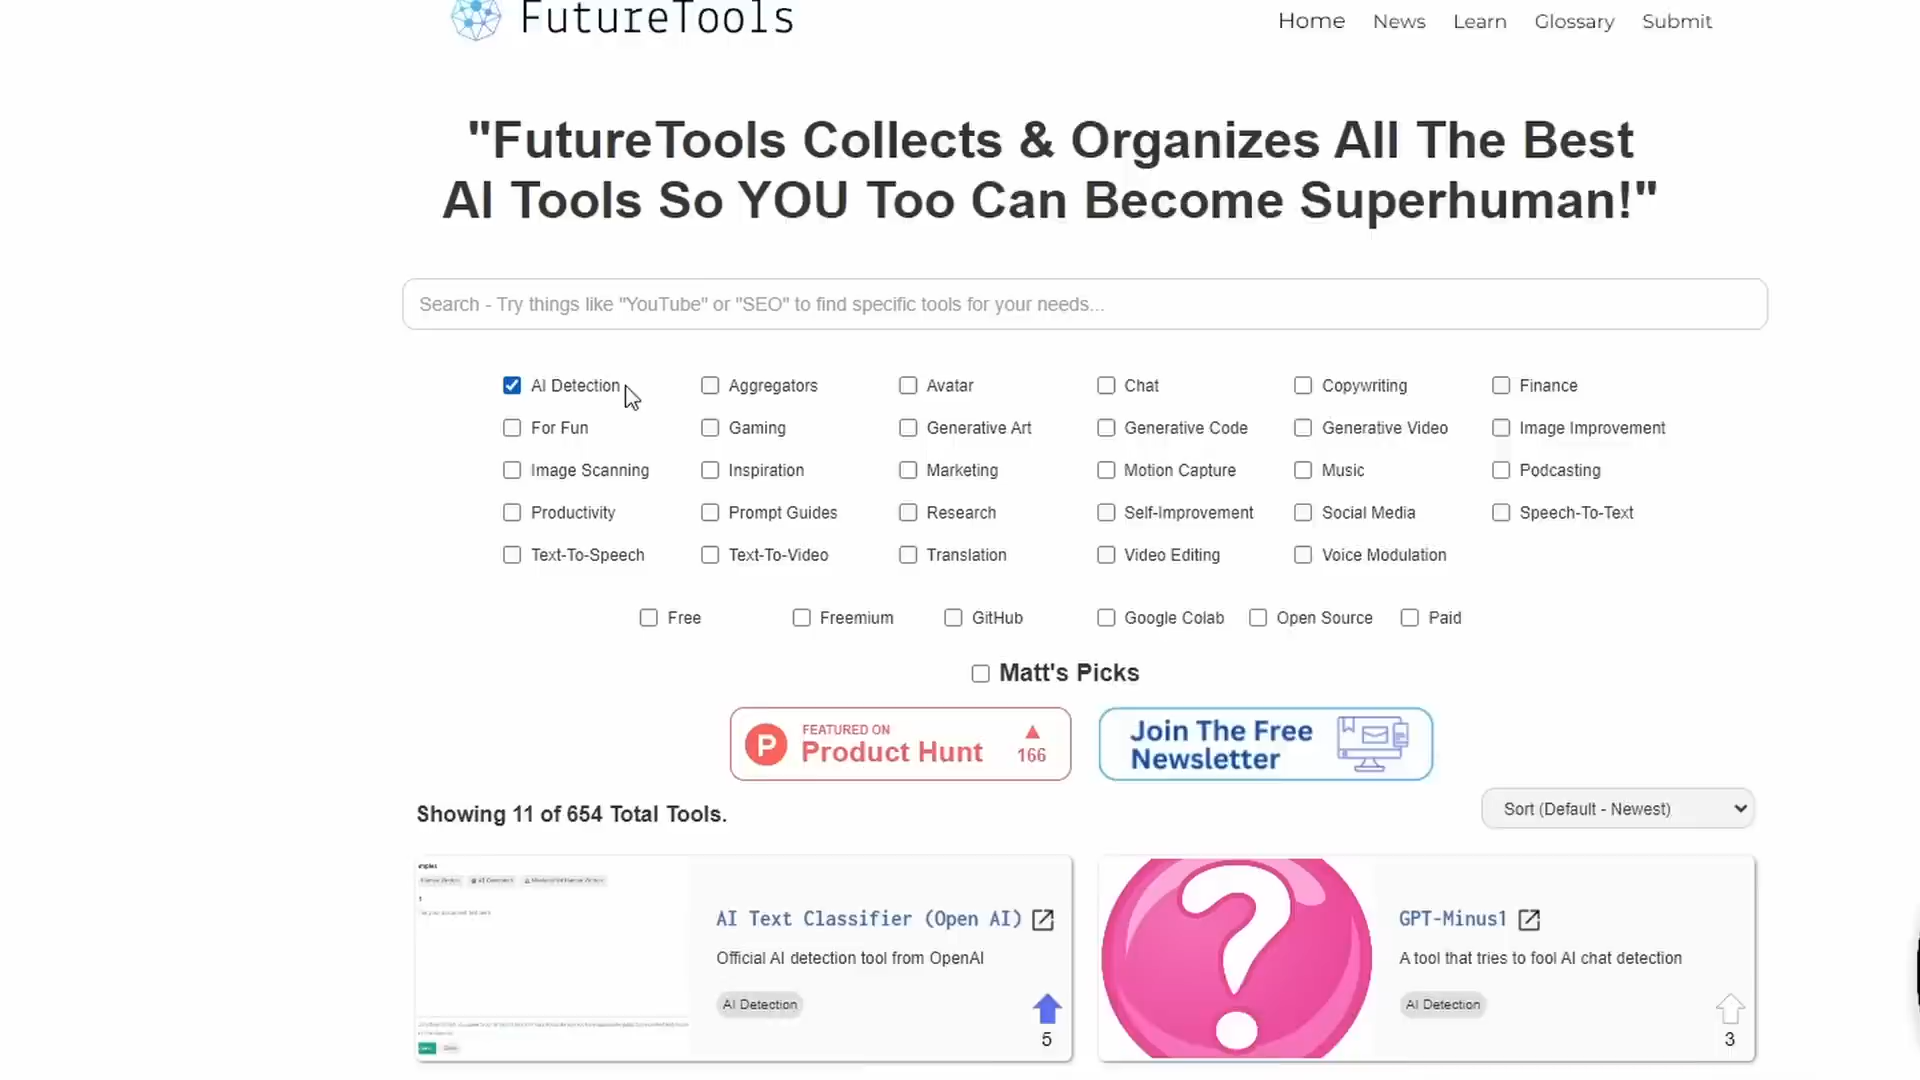 FutureTools
Home News Learn Glossary Submit
"FutureTools Collects & Organizes All The Best
AI Tools So YOU Too Can Become Superhuman!"
Search - Try things like "YouTube" or "SEO" to find specific tools for your needs...
AI Detection Aggregators Avatar Chat Copywriting Finance
For Fun Gaming Generative Art Generative Code Generative Video Image Improvement
Image Scanning Inspiration Marketing Motion Capture Music Podcasting
Productivity Prompt Guides Research Self-Improvement Social Media Speech-To-Text
Text-To-Speech Text-To-Video Translation Video Editing Voice Modulation
Free Freemium GitHub Google Colab Open Source Paid
Matt's Picks
P FEATURED ON
Product Hunt
166
Join The Free
Newsletter
Showing 11 of 654 Total Tools.
Sort (Default - Newest)
AI Text Classifier (Open AI)
Official AI detection tool from OpenAI
AI Detection
5
GPT-Minus1
A tool that tries to fool AI chat detection
AI Detection
3